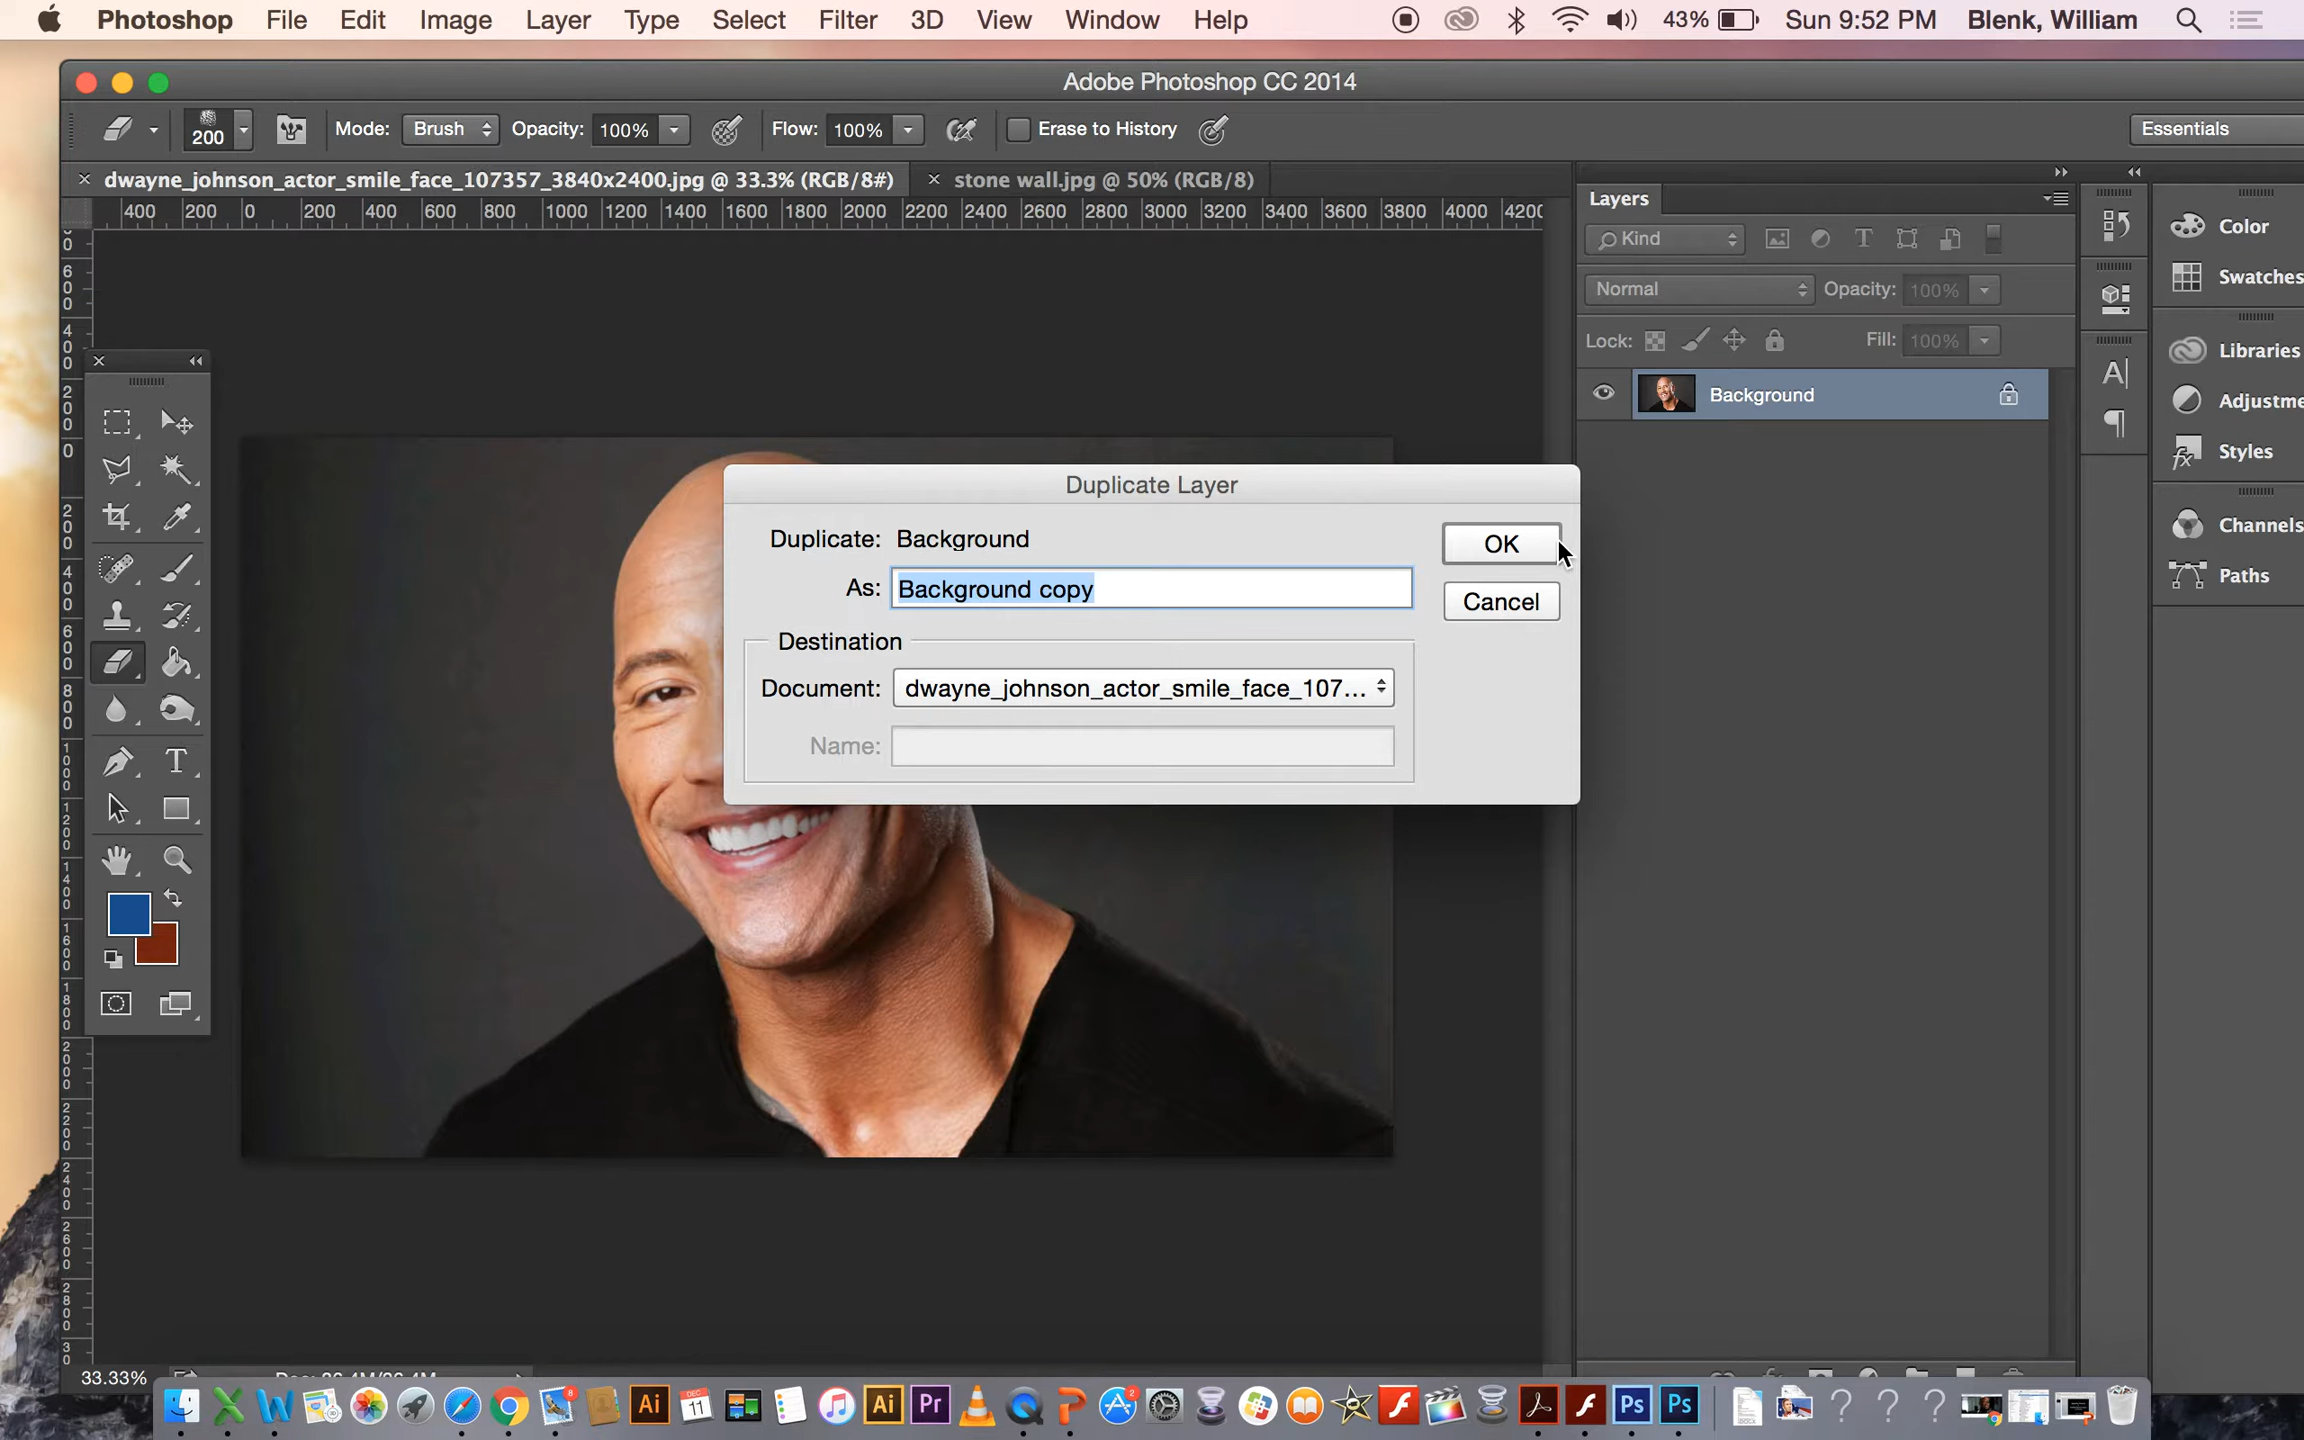 Photoshop File Edit Image Layer Type Select Filter 3D View Window Help 43% Sun 9:52 PM Blenk, William
Adobe Photoshop CC 2014
200 Mode: Brush Opacity: 100% Flow: 100% Erase to History Essentials
dwayne_johnson_actor_smile_face_107357_3840x2400.jpg @ 33.3% (RGB/8#) stone wall.jpg @ 50% (RGB/8)
400 200 0 200 400 600 800 1000 1200 1400 1600 1800 2000 2200 2400 2600 2800 3000 3200 3400 3600 3800 4000 4200
Layers
Kind
Normal Opacity: 100%
Lock: Fill: 100%
Background
Color
Swatches
Libraries
Adjustme
Styles
Channels
Paths
Duplicate Layer
Duplicate: Background
As: Background copy
Destination
Document: dwayne_johnson_actor_smile_face_107...
Name:
OK
Cancel
33.33%